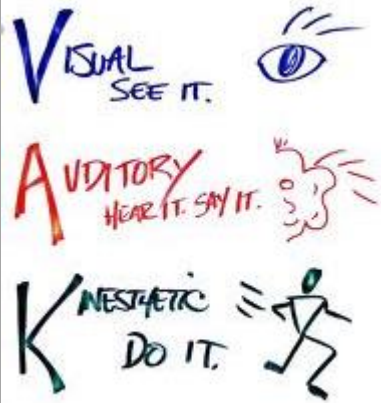 VISUAL
SEE IT.
AUDITORY
HEAR IT. SAY IT.
KINESTHETIC
DO IT.